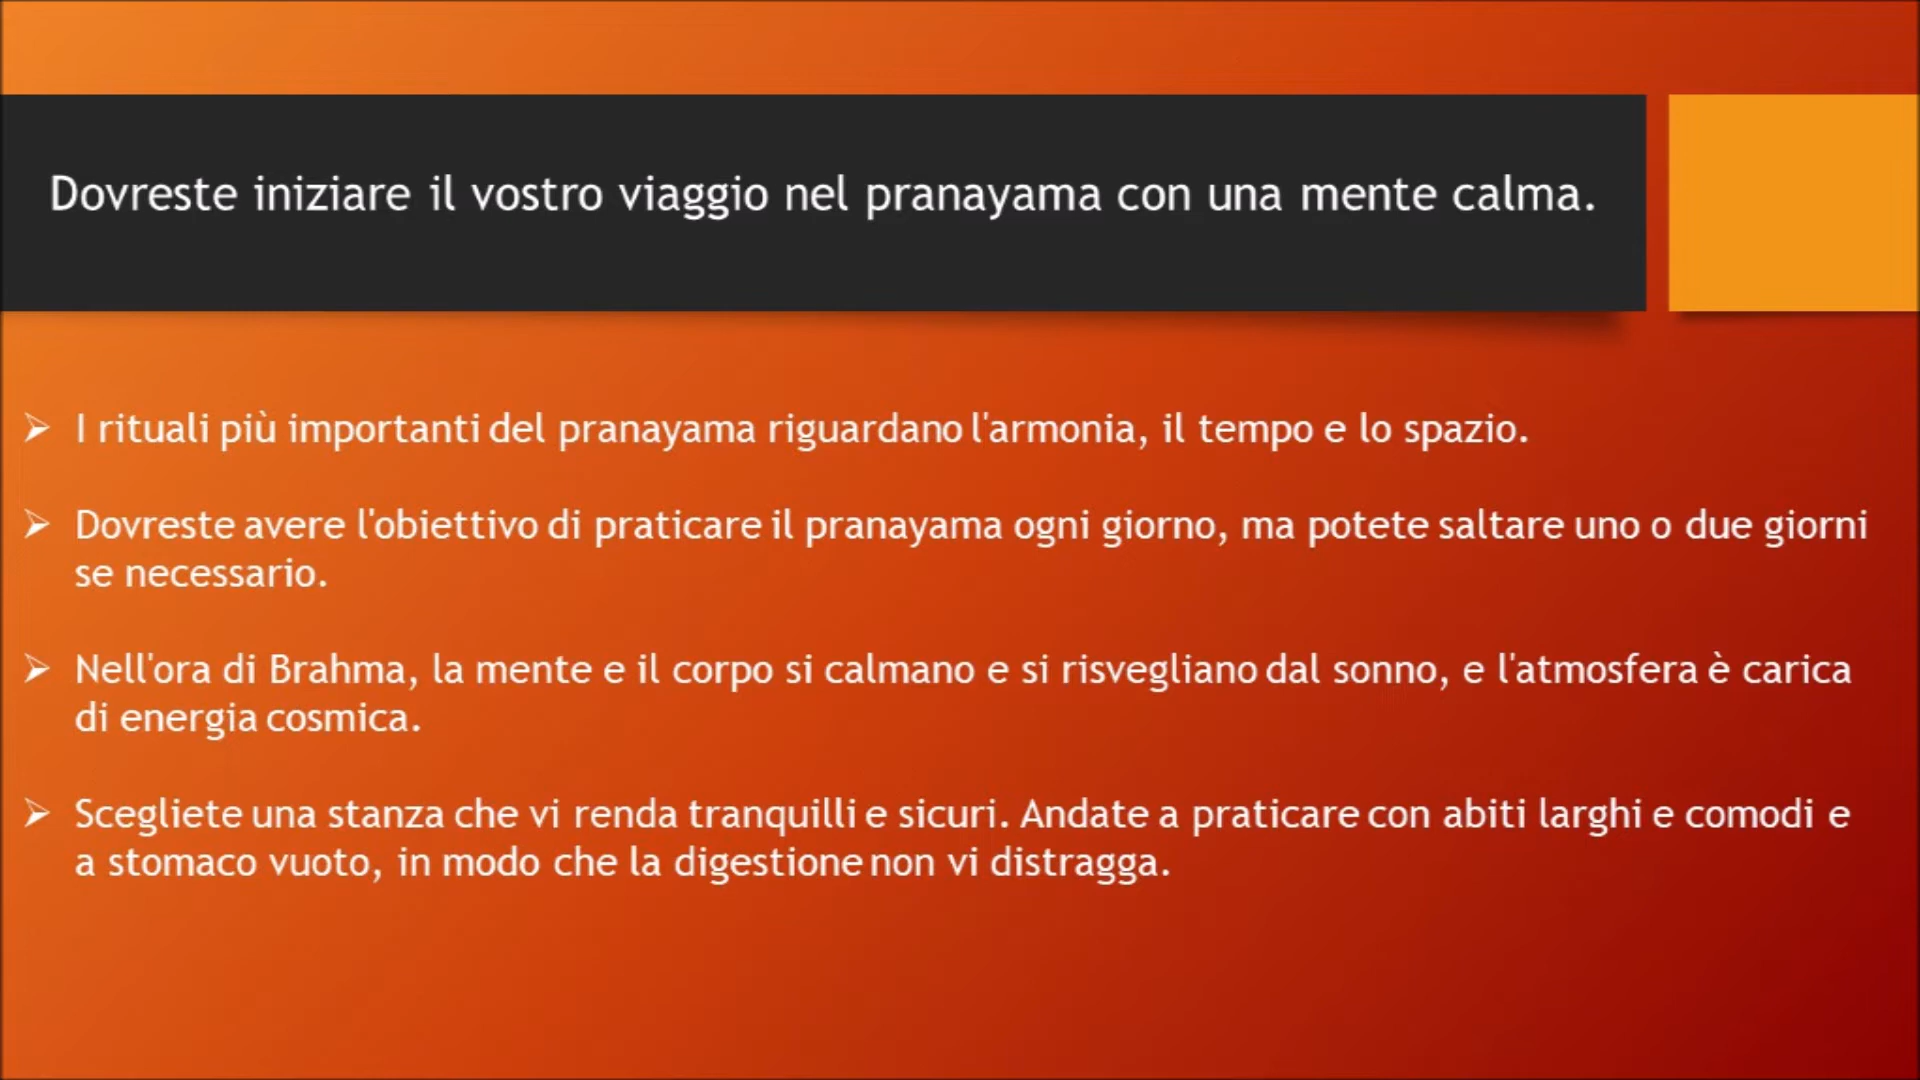 Dovreste iniziare il vostro viaggio nel pranayama con una mente calma.
I rituali più importanti del pranayama riguardano l'armonia, il tempo e lo spazio.
Dovreste avere l'obiettivo di praticare il pranayama ogni giorno, ma potete saltare uno o due giorni
se necessario.
Nell'ora di Brahma, la mente e il corpo si calmano e si risvegliano dal sonno, e l'atmosfera è carica
di energia cosmica.
Scegliete una stanza che vi renda tranquilli e sicuri. Andate a praticare con abiti larghi e comodi e
a stomaco vuoto, in modo che la digestione non vi distragga.